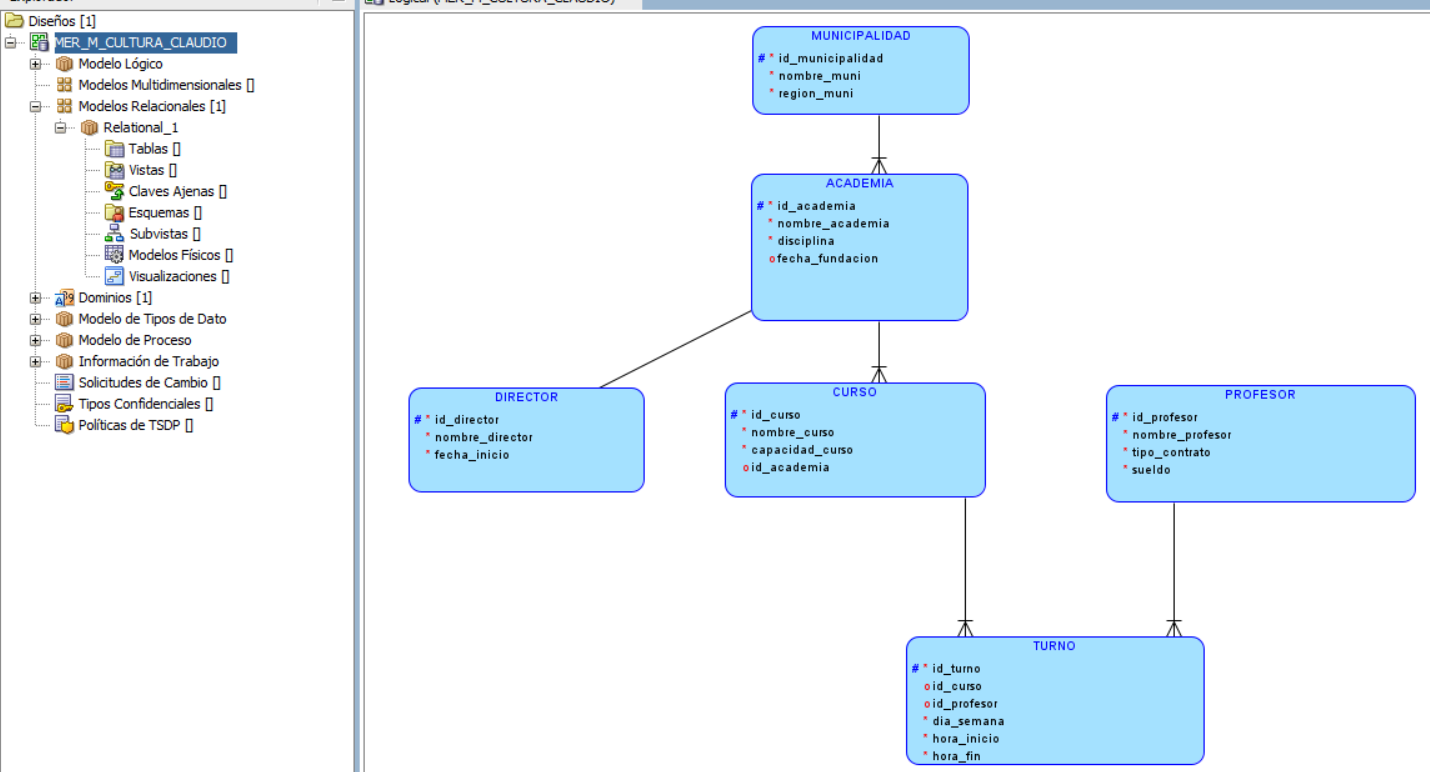 Diseños [1]
MER_M_CULTURA_CLAUDIO
Modelo Lógico
Modelos Multidimensionales []
Modelos Relacionales [1]
Relational_1
Tablas []
Vistas []
Claves Ajenas []
Esquemas []
Subvistas []
Modelos Físicos []
Visualizaciones []
Dominios [1]
Modelo de Tipos de Dato
Modelo de Proceso
Información de Trabajo
Solicitudes de Cambio []
Tipos Confidenciales []
Políticas de TSDP []
MUNICIPALIDAD
# * id_municipalidad
* nombre_muni
* region_muni
ACADEMIA
# * id_academia
* nombre_academia
* disciplina
o fecha_fundacion
DIRECTOR
# * id_director
* nombre_director
* fecha_inicio
CURSO
# * id_curso
* nombre_curso
* capacidad_curso
o id_academia
PROFESOR
# * id_profesor
* nombre_profesor
* tipo_contrato
* sueldo
TURNO
# * id_turno
o id_curso
o id_profesor
* dia_semana
* hora_inicio
* hora_fin